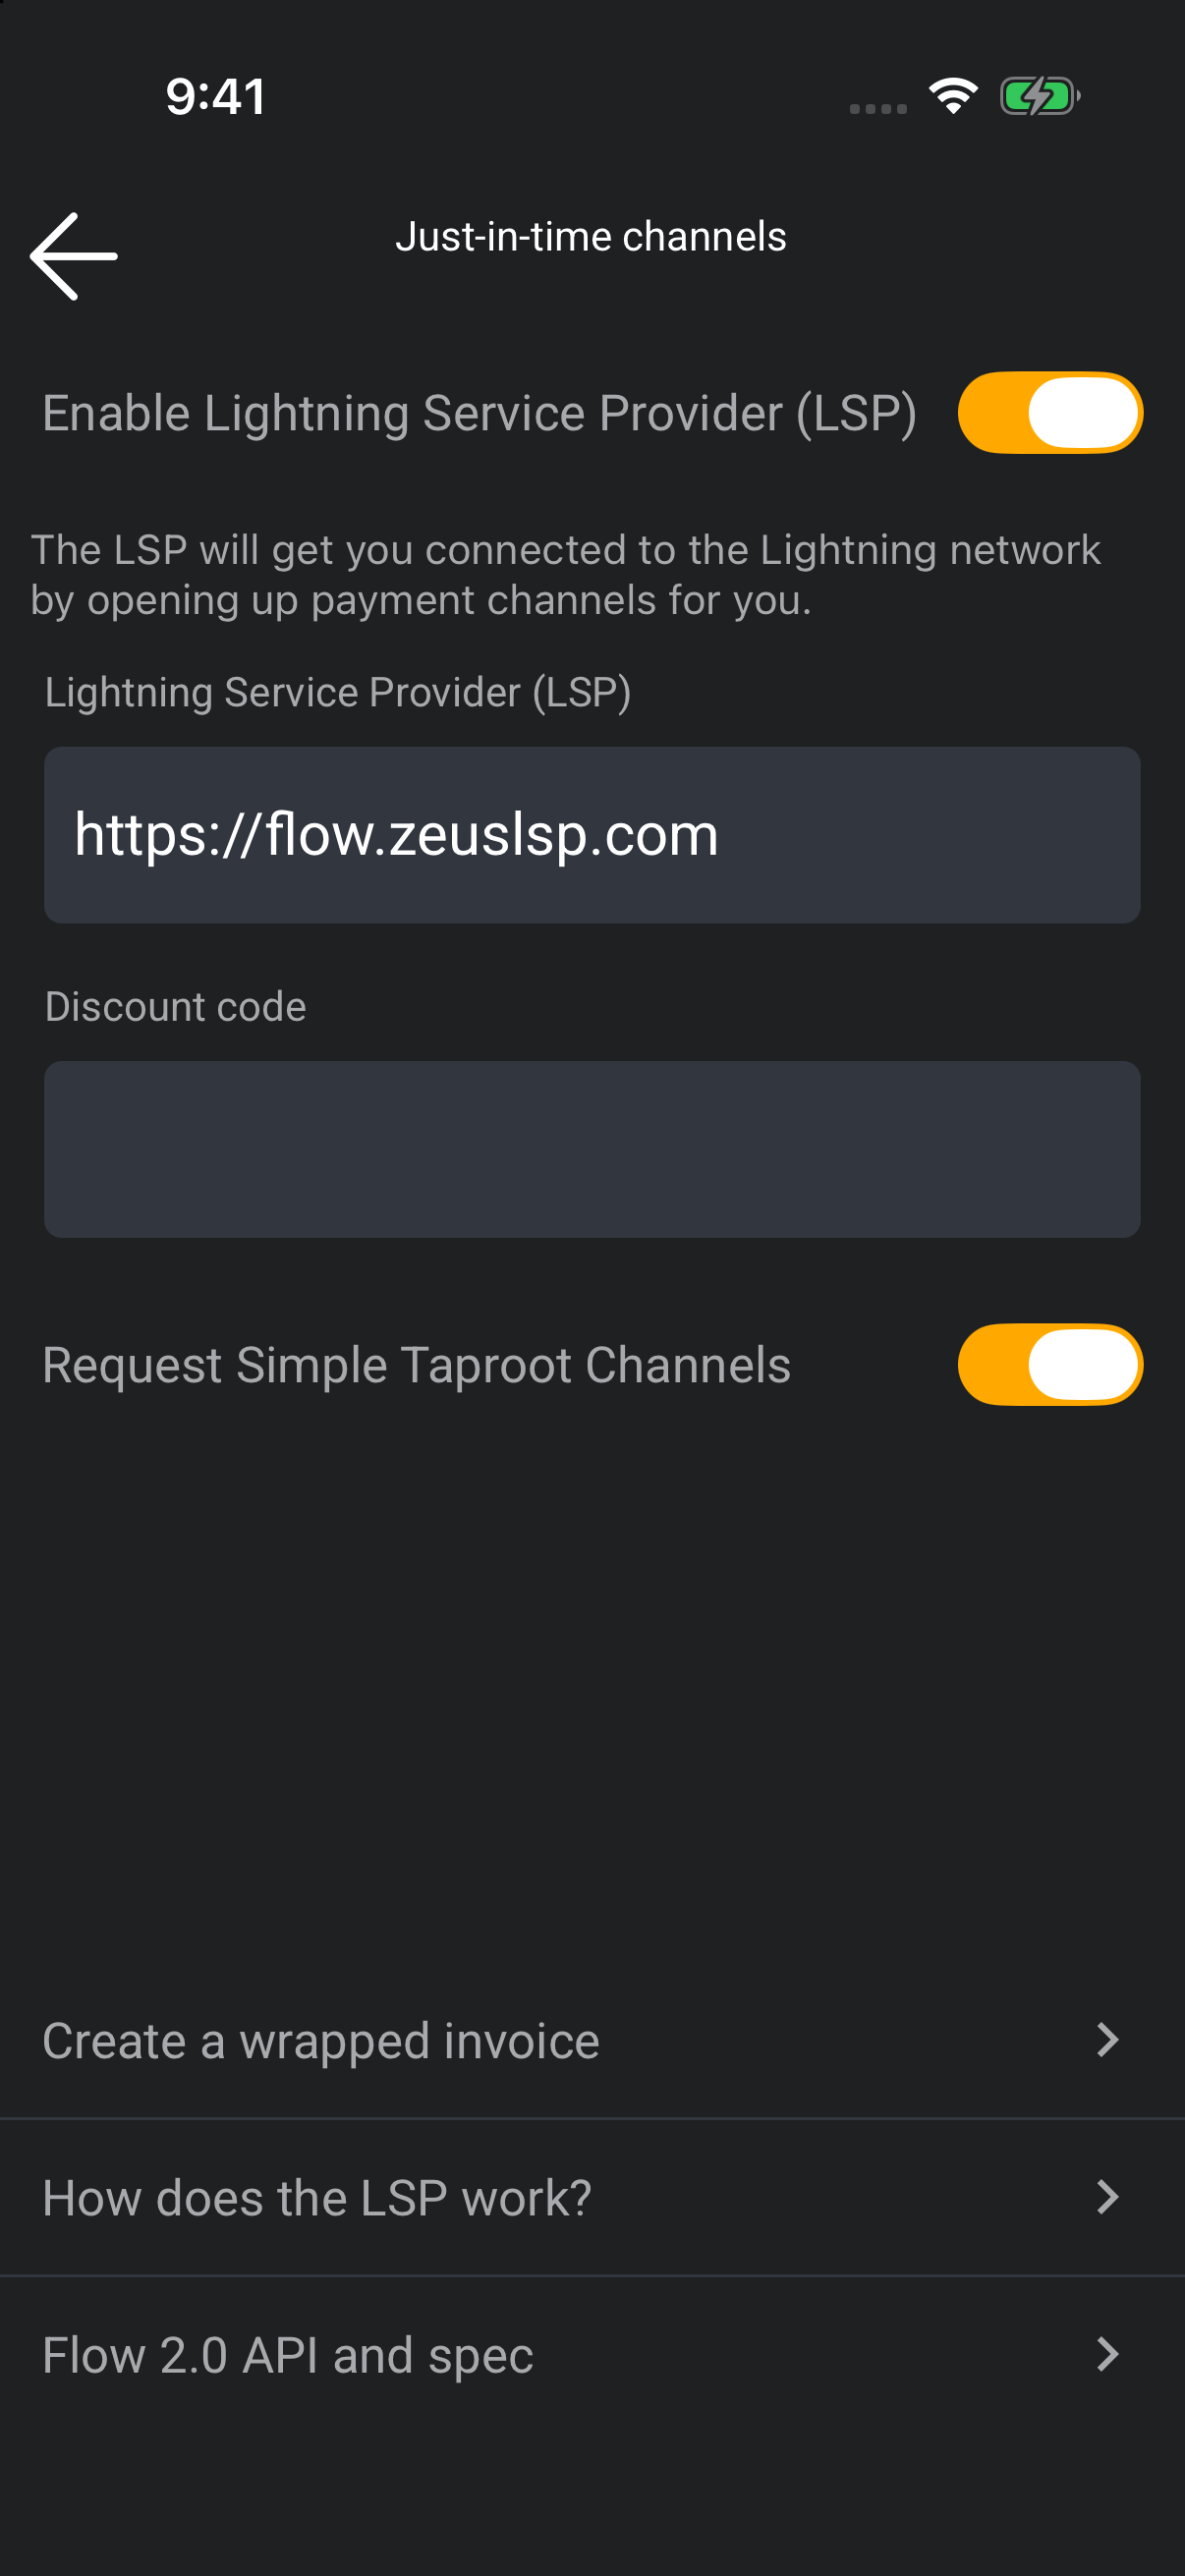 9:41
Just-in-time channels
Enable Lightning Service Provider (LSP)
The LSP will get you connected to the Lightning network
by opening up payment channels for you.
Lightning Service Provider (LSP)
https://flow.zeuslsp.com
Discount code
Request Simple Taproot Channels
Create a wrapped invoice
How does the LSP work?
Flow 2.0 API and spec